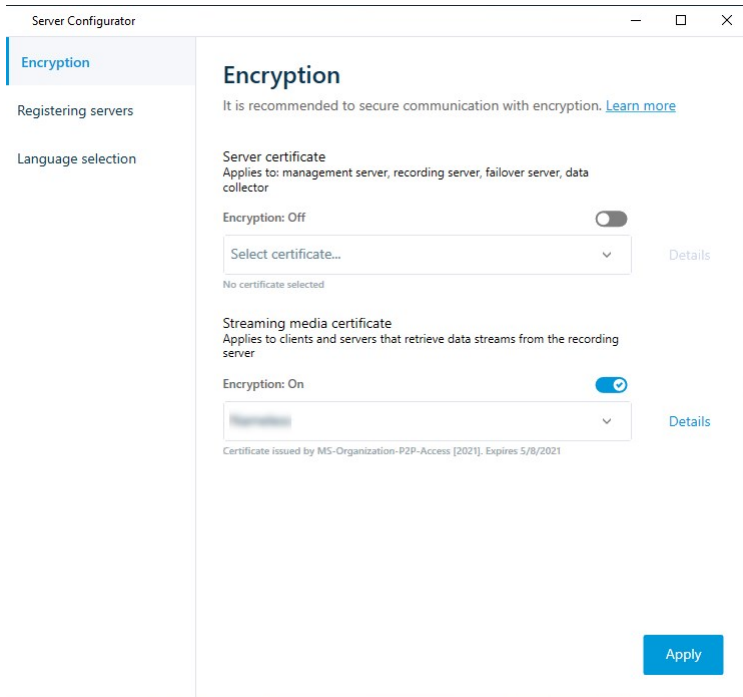 Server Configurator
Encryption
Registering servers
Language selection
Encryption
It is recommended to secure communication with encryption. Learn more
Server certificate
Applies to: management server, recording server, failover server, data
collector
Encryption: Off
Select certificate...
Details
No certificate selected
Streaming media certificate
Applies to clients and servers that retrieve data streams from the recording
server
Encryption: On
Details
Certificate issued by MS-Organization-P2P-Access [2021]. Expires 5/8/2021
Apply